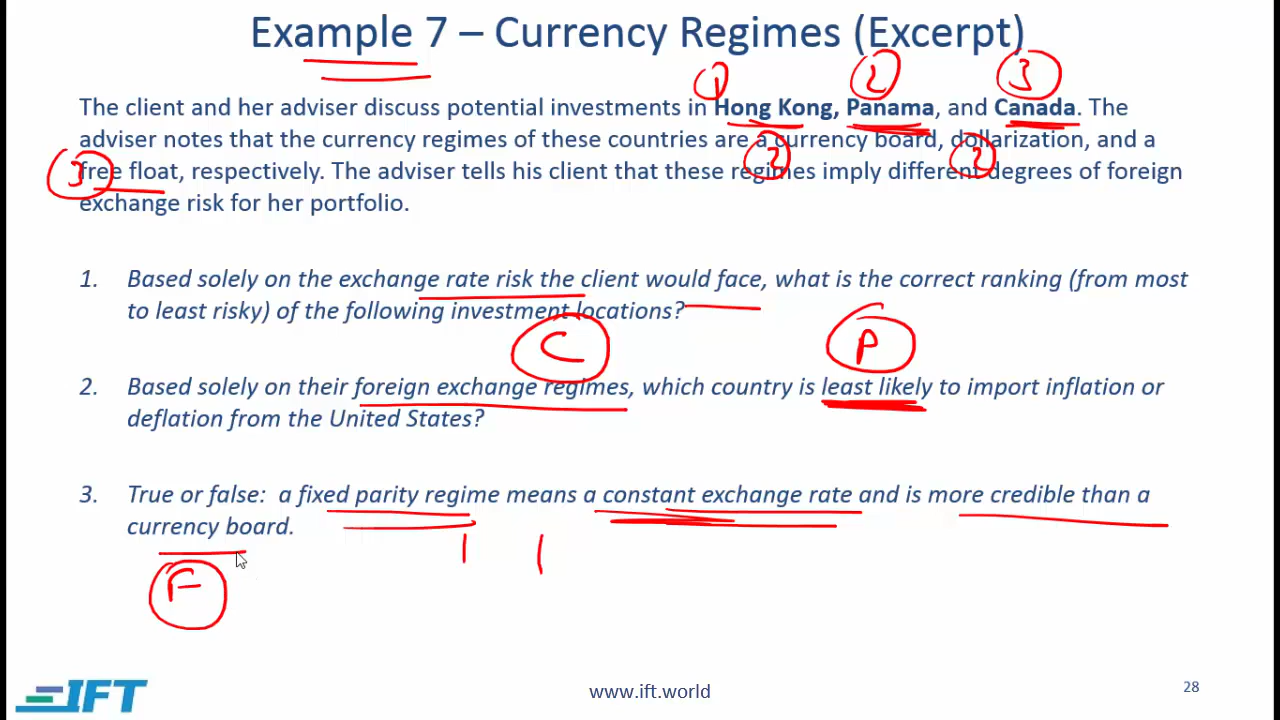 Example 7 – Currency Regimes (Excerpt)
1 2 3
The client and her adviser discuss potential investments in Hong Kong, Panama, and Canada. The
adviser notes that the currency regimes of these countries are a currency board, dollarization, and a
3 2 2
free float, respectively. The adviser tells his client that these regimes imply different degrees of foreign
exchange risk for her portfolio.
1. Based solely on the exchange rate risk the client would face, what is the correct ranking (from most
to least risky) of the following investment locations?
C P
2. Based solely on their foreign exchange regimes, which country is least likely to import inflation or
deflation from the United States?
3. True or false: a fixed parity regime means a constant exchange rate and is more credible than a
currency board.
F
IFT
www.ift.world
28